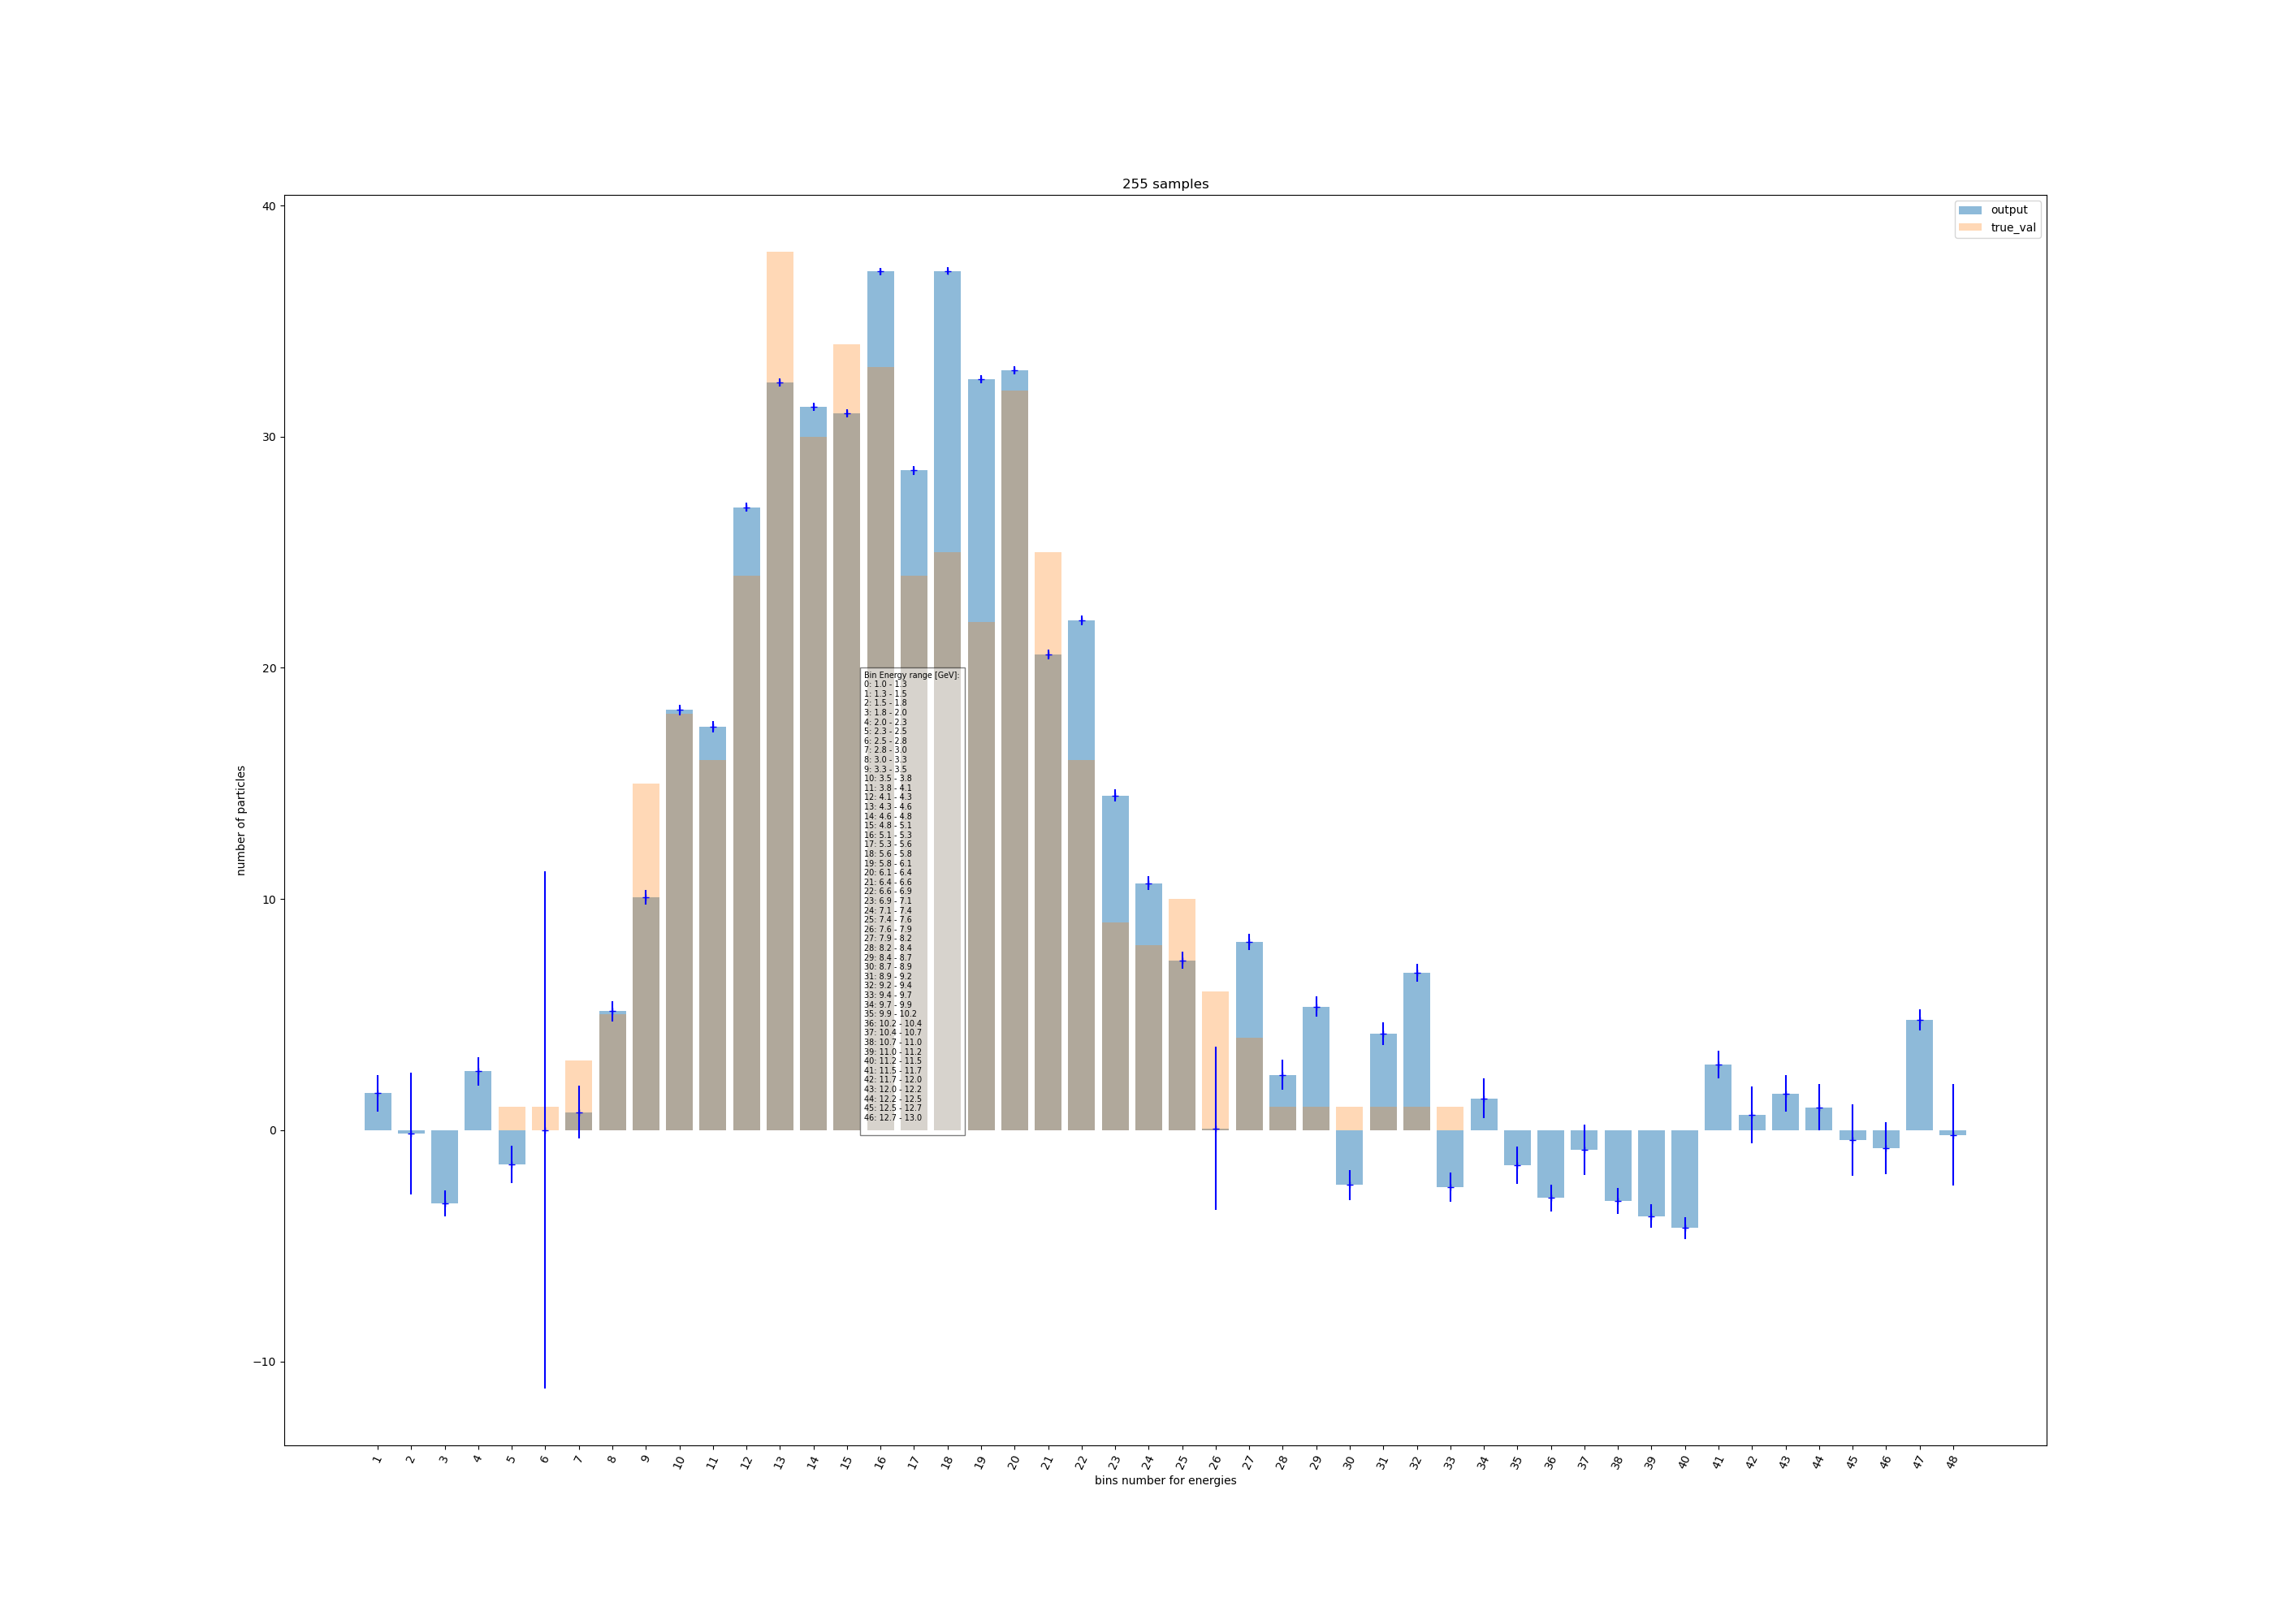 255 samples
output
true_val
40
30
20
10
0
−10
number of particles
Bin Energy range [GeV]:
0: 1.0 - 1.3
1: 1.3 - 1.5
2: 1.5 - 1.8
3: 1.8 - 2.0
4: 2.0 - 2.3
5: 2.3 - 2.5
6: 2.5 - 2.8
7: 2.8 - 3.0
8: 3.0 - 3.3
9: 3.3 - 3.5
10: 3.5 - 3.8
11: 3.8 - 4.1
12: 4.1 - 4.3
13: 4.3 - 4.6
14: 4.6 - 4.8
15: 4.8 - 5.1
16: 5.1 - 5.3
17: 5.3 - 5.6
18: 5.6 - 5.8
19: 5.8 - 6.1
20: 6.1 - 6.4
21: 6.4 - 6.6
22: 6.6 - 6.9
23: 6.9 - 7.1
24: 7.1 - 7.4
25: 7.4 - 7.6
26: 7.6 - 7.9
27: 7.9 - 8.2
28: 8.2 - 8.4
29: 8.4 - 8.7
30: 8.7 - 8.9
31: 8.9 - 9.2
32: 9.2 - 9.4
33: 9.4 - 9.7
34: 9.7 - 9.9
35: 9.9 - 10.2
36: 10.2 - 10.4
37: 10.4 - 10.7
38: 10.7 - 11.0
39: 11.0 - 11.2
40: 11.2 - 11.5
41: 11.5 - 11.7
42: 11.7 - 12.0
43: 12.0 - 12.2
44: 12.2 - 12.5
45: 12.5 - 12.7
46: 12.7 - 13.0
1 2 3 4 5 6 7 8 9 10 11 12 13 14 15 16 17 18 19 20 21 22 23 24 25 26 27 28 29 30 31 32 33 34 35 36 37 38 39 40 41 42 43 44 45 46 47 48
bins number for energies